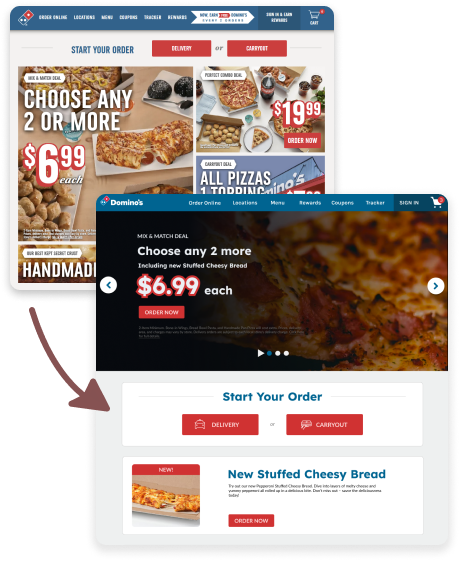 ORDER ONLINE LOCATIONS MENU COUPONS TRACKER REWARDS
NOW, EARN FREE DOMINO'S
EVERY 2 ORDERS
SIGN IN & EARN
REWARDS
CART
START YOUR ORDER
DELIVERY or CARRYOUT
MIX & MATCH DEAL
CHOOSE ANY
2 OR MORE
$6.99
each
OUR BEST KEPT SECRET CRUST
HANDMAD
PERFECT COMBO DEAL
$19.99
ORDER NOW
CARRYOUT DEAL
ALL PIZZAS
1 TOPPING
Domino's
Order Online Locations Menu Rewards Coupons Tracker SIGN IN
MIX & MATCH DEAL
Choose any 2 more
Including new Stuffed Cheesy Bread
$6.99 each
ORDER NOW
Start Your Order
DELIVERY or CARRYOUT
NEW!
New Stuffed Cheesy Bread
Try out our new Pepperoni Stuffed Cheesy Bread. Dive into layers of melty cheese and
yummy pepperoni all rolled up in a delicious bite. Don't miss out – savor the deliciousness
today!
ORDER NOW